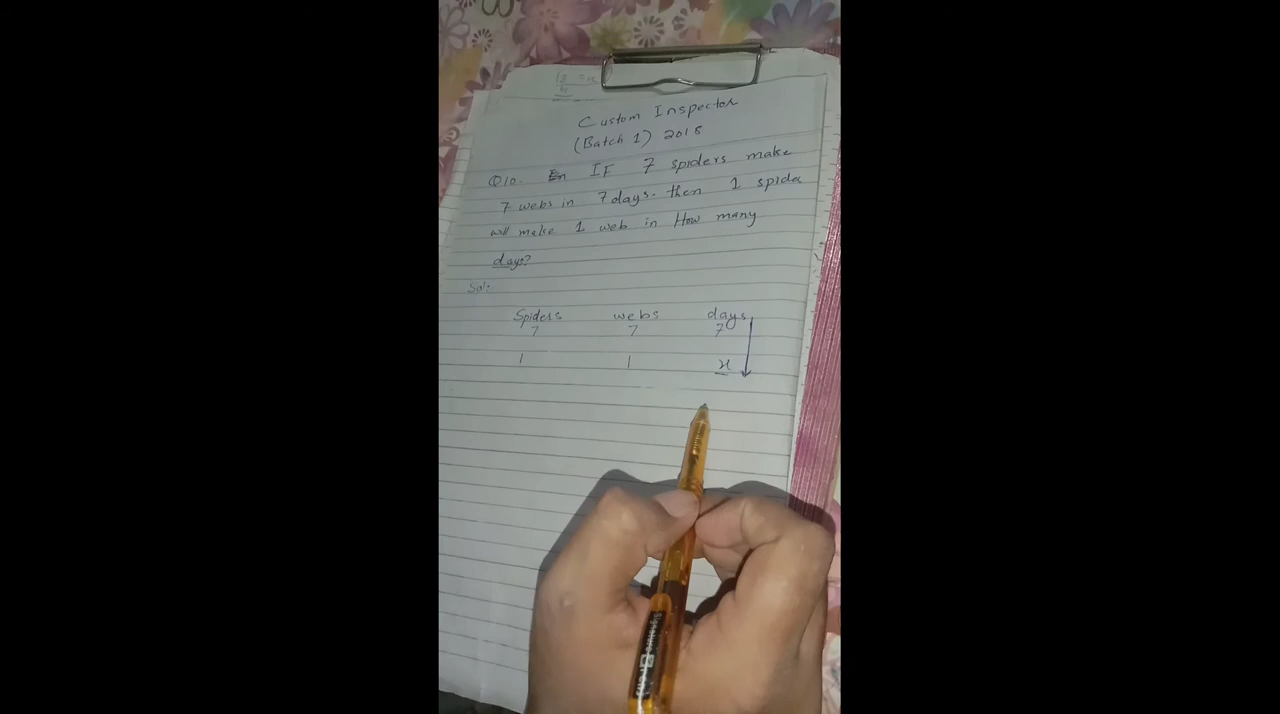 Custom Inspector
(Batch 1) 2018
Q10. IF 7 spiders make
7 webs in 7 days. then 1 spider
will make 1 web in How many
days?
Sol:
Spiders webs days
7 7 7
1 1 x
Signature